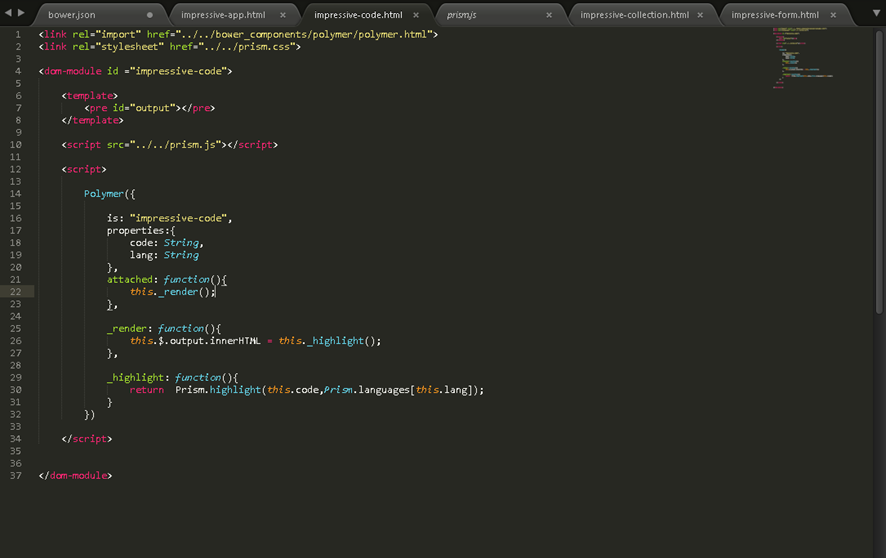 bower.json
impressive-app.html
impressive-code.html
prism.js
impressive-collection.html
impressive-form.html
1 <link rel="import" href="../../bower_components/polymer/polymer.html">
2 <link rel="stylesheet" href="../../prism.css">
3
4 <dom-module id ="impressive-code">
5
6 <template>
7 <pre id="output"></pre>
8 </template>
9
10 <script src="../../prism.js"></script>
11
12 <script>
13
14 Polymer({
15
16 is: "impressive-code",
17 properties:{
18 code: String,
19 lang: String
20 },
21 attached: function(){
22 this._render();
23 },
24
25 _render: function(){
26 this.$.output.innerHTML = this._highlight();
27 },
28
29 _highlight: function(){
30 return  Prism.highlight(this.code,Prism.languages[this.lang]);
31 }
32 })
33
34 </script>
35
36
37 </dom-module>